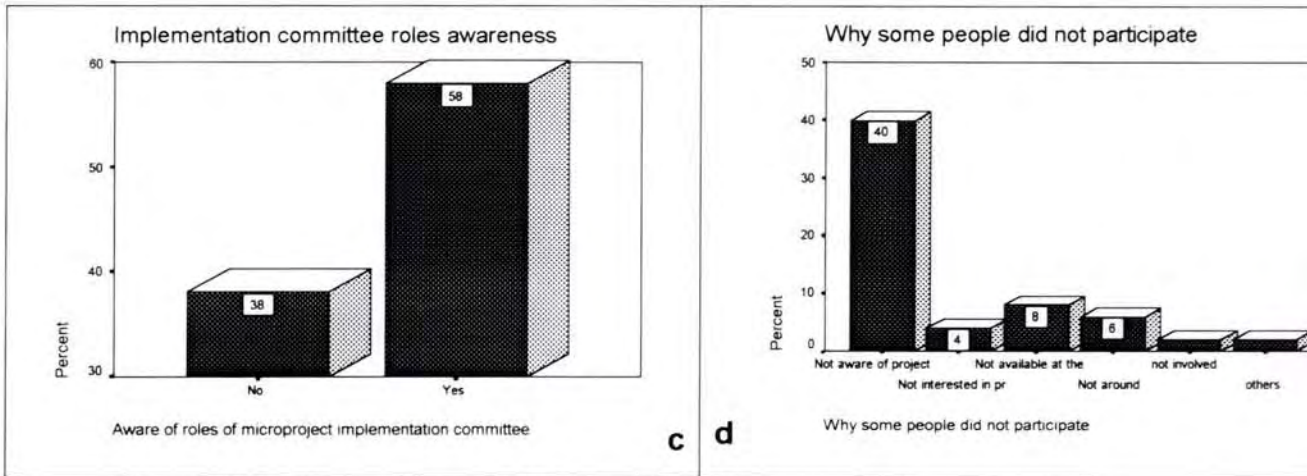 Implementation committee roles awareness
60
50
40
30
Percent
58
38
No
Yes
Aware of roles of microproject implementation committee
c
Why some people did not participate
50
40
30
20
10
0
Percent
40
4
8
6
Not aware of project
Not available at the
not involved
Not interested in pr
Not around
others
Why some people did not participate
d